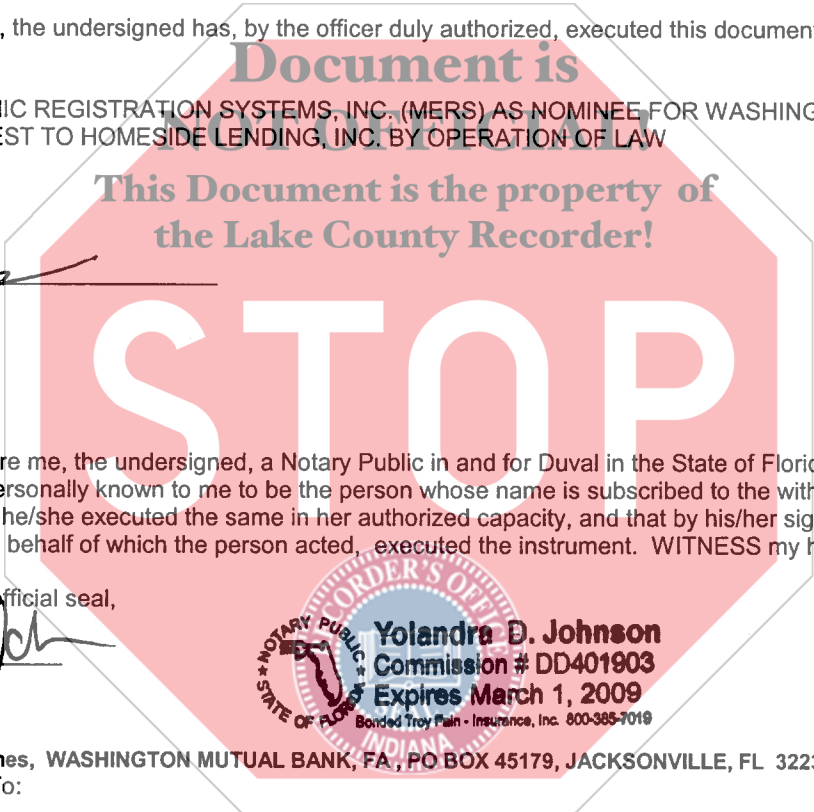 , the undersigned has, by the officer duly authorized, executed this document
Document is
IC REGISTRATION SYSTEMS, INC. (MERS) AS NOMINEE FOR WASHING
NOT OFFICIAL!
EST TO HOMESIDE LENDING, INC. BY OPERATION OF LAW
This Document is the property of
the Lake County Recorder!
STOP
re me, the undersigned, a Notary Public in and for Duval in the State of Florid
ersonally known to me to be the person whose name is subscribed to the with
he/she executed the same in her authorized capacity, and that by his/her sig
behalf of which the person acted, executed the instrument. WITNESS my h
fficial seal,
RECORDER'S OFFICE
NOTARY PUBLIC
STATE OF
Yolandra D. Johnson
Commission # DD401903
Expires March 1, 2009
Bonded Troy Fain - Insurance, Inc. 800-385-7019
SEAL
INDIANA
nes, WASHINGTON MUTUAL BANK, FA , PO BOX 45179, JACKSONVILLE, FL 3223
o: